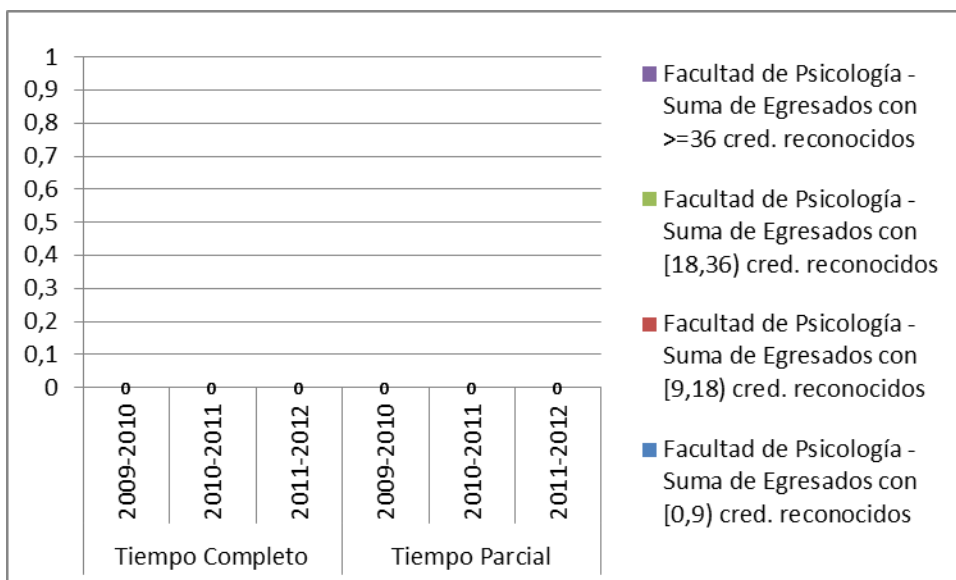 1
0,9
0,8
0,7
0,6
0,5
0,4
0,3
0,2
0,1
0
0 0 0 0 0 0
2009-2010
2010-2011
2011-2012
2009-2010
2010-2011
2011-2012
Tiempo Completo
Tiempo Parcial
Facultad de Psicología -
Suma de Egresados con
>=36 cred. reconocidos
Facultad de Psicología -
Suma de Egresados con
[18,36) cred. reconocidos
Facultad de Psicología -
Suma de Egresados con
[9,18) cred. reconocidos
Facultad de Psicología -
Suma de Egresados con
[0,9) cred. reconocidos